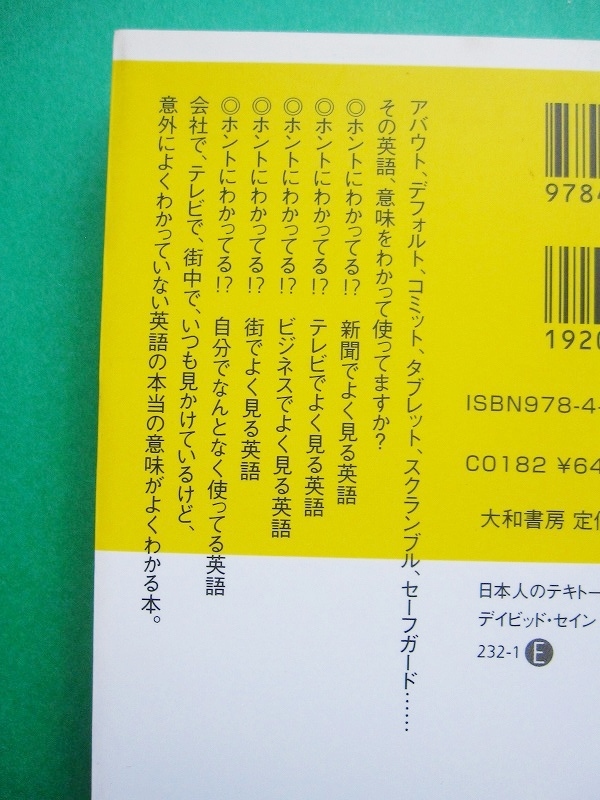 アバウト、デフォルト、コミット、タブレット、スクランブル、セーフガード……
その英語、意味をわかって使ってますか？
◎ホントにわかってる!?　新聞でよく見る英語
◎ホントにわかってる!?　テレビでよく見る英語
◎ホントにわかってる!?　ビジネスでよく見る英語
◎ホントにわかってる!?　街でよく見る英語
◎ホントにわかってる!?　自分でなんとなく使ってる英語
会社で、テレビで、街中で、いつも見かけているけど、
意外によくわかっていない英語の本当の意味がよくわかる本。
9784
1920
ISBN978-4-
C0182 ¥64
大和書房 定価
日本人のテキトー
デイビッド・セイン
232-1 E